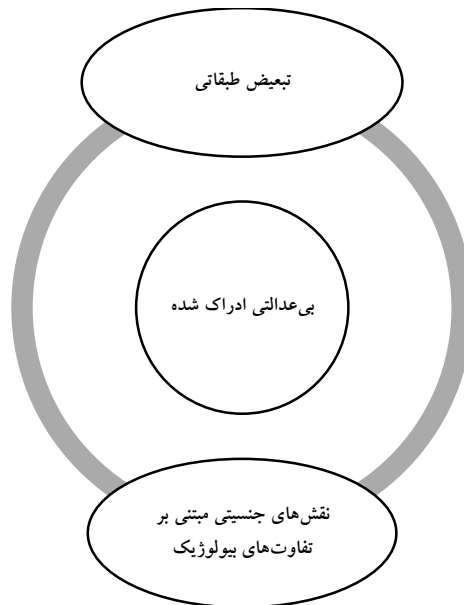 تبعیض طبقاتی
بی‌عدالتی ادراک شده
نقش‌های جنسیتی مبتنی بر
تفاوت‌های بیولوژیک